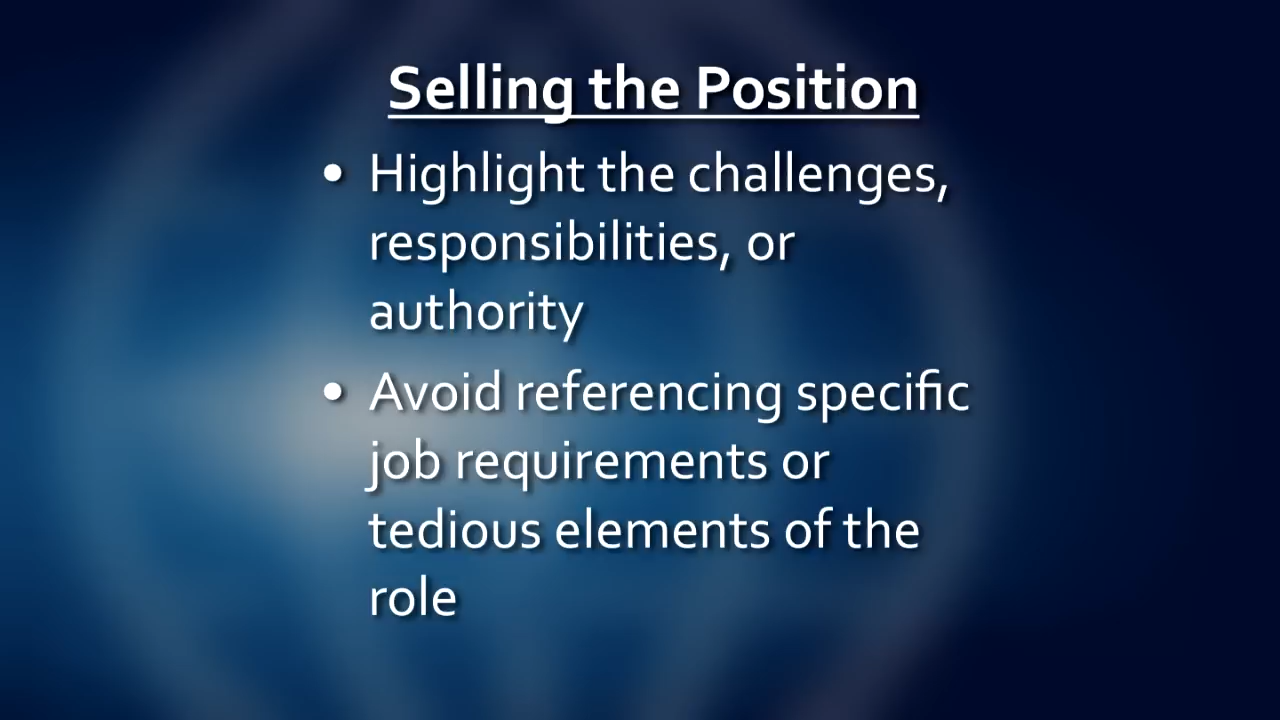 Selling the Position
• Highlight the challenges,
responsibilities, or
authority
• Avoid referencing specific
job requirements or
tedious elements of the
role